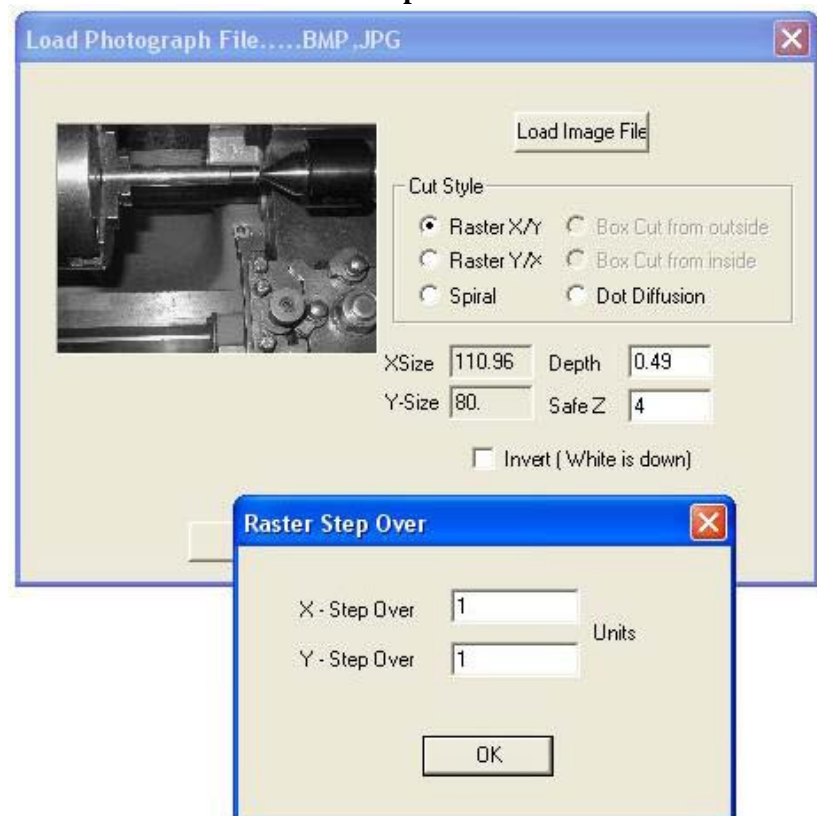 Load Photograph File.....BMP,JPG
Load Image File
Cut Style
Raster X/Y Box Cut from outside
Raster Y/X Box Cut from inside
Spiral Dot Diffusion
XSize 110.96 Depth 0.49
Y-Size 80. Safe Z 4
Invert ( White is down)
Raster Step Over
X - Step Over 1
Units
Y - Step Over 1
OK